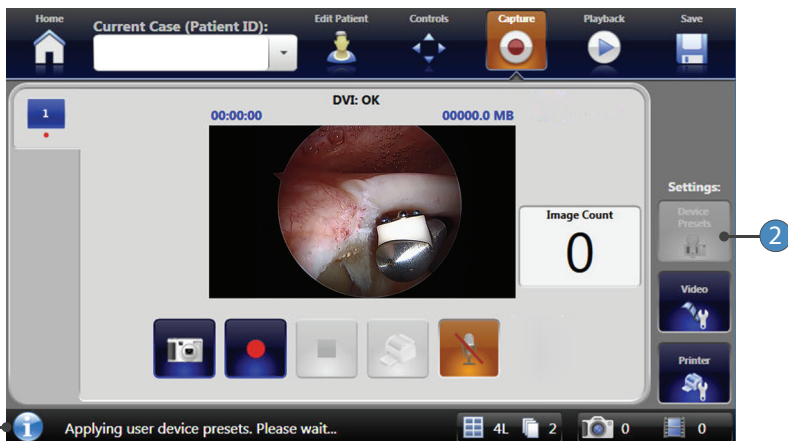 Home
Current Case (Patient ID):
Edit Patient
Controls
Capture
Playback
Save
1
DVI: OK
00:00:00
00000.0 MB
Image Count
0
Settings:
Device
Presets
2
Video
Printer
Applying user device presets. Please wait...
4L
2
0
0